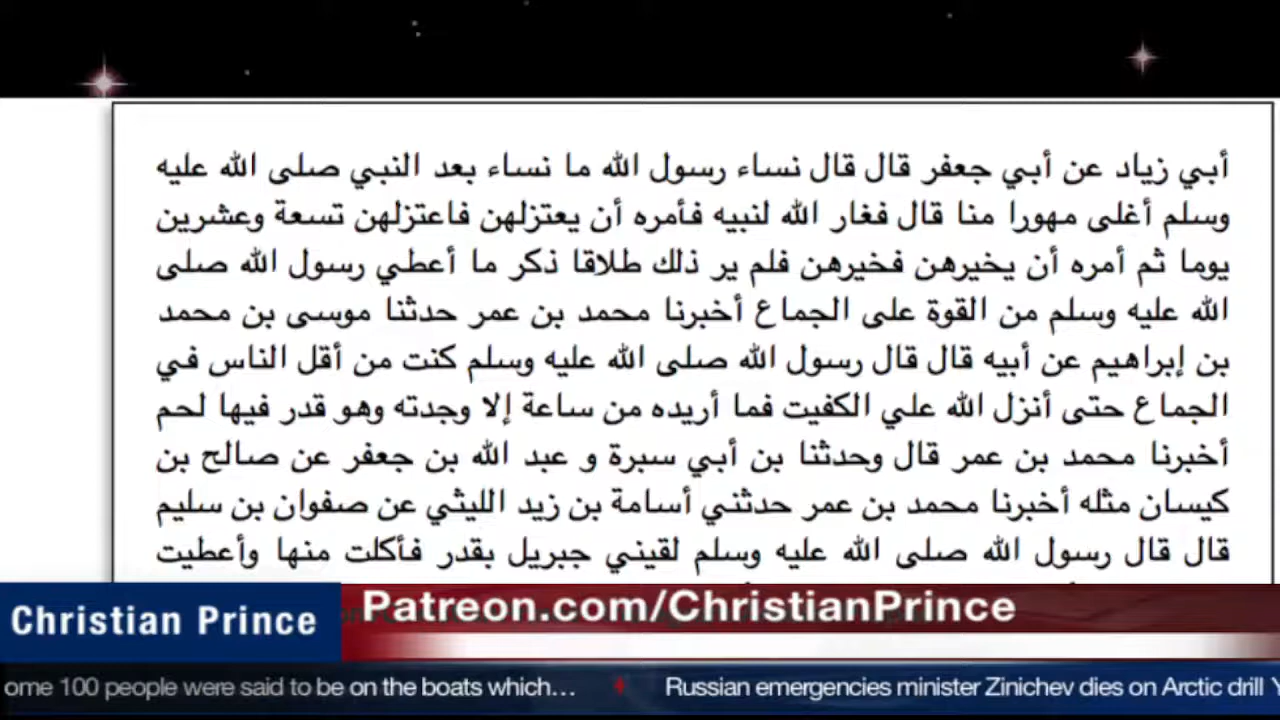 أبي زياد عن أبي جعفر قال قال نساء رسول الله ما نساء بعد النبي صلى الله عليه
وسلم أغلى مهورا منا قال فغار الله لنبيه فأمره أن يعتزلهن فاعتزلهن تسعة وعشرين
يوما ثم أمره أن يخيرهن فخيرهن فلم ير ذلك طلاقا ذكر ما أعطي رسول الله صلى
الله عليه وسلم من القوة على الجماع أخبرنا محمد بن عمر حدثنا موسى بن محمد
بن إبراهيم عن أبيه قال قال رسول الله صلى الله عليه وسلم كنت من أقل الناس في
الجماع حتى أنزل الله علي الكفيت فما أريده من ساعة إلا وجدته وهو قدر فيها لحم
أخبرنا محمد بن عمر قال وحدثنا بن أبي سبرة و عبد الله بن جعفر عن صالح بن
كيسان مثله أخبرنا محمد بن عمر حدثني أسامة بن زيد الليثي عن صفوان بن سليم
قال قال رسول الله صلى الله عليه وسلم لقيني جبريل بقدر فأكلت منها وأعطيت
Patreon.com/ChristianPrince
Christian Prince
ome 100 people were said to be on the boats which... Russian emergencies minister Zinichev dies on Arctic drill Y